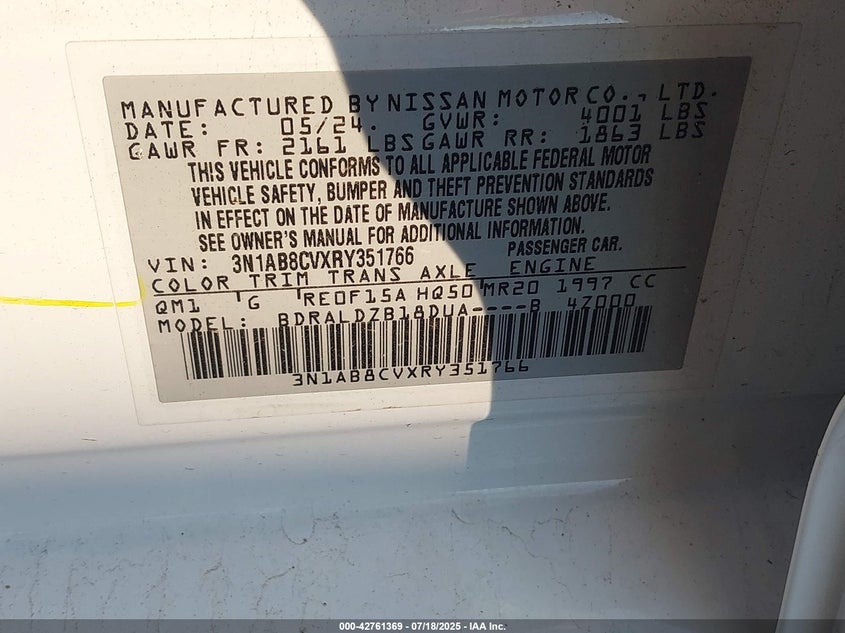 MANUFACTURED BY NISSAN MOTOR CO., LTD.
DATE: 05/24. GVWR: 4001 LBS
GAWR FR: 2161 LBS GAWR RR: 1863 LBS
THIS VEHICLE CONFORMS TO ALL APPLICABLE FEDERAL MOTOR
VEHICLE SAFETY, BUMPER AND THEFT PREVENTION STANDARDS
IN EFFECT ON THE DATE OF MANUFACTURE SHOWN ABOVE.
SEE OWNER'S MANUAL FOR ADDITIONAL INFORMATION.
VIN: 3N1AB8CVXRY351766 PASSENGER CAR.
COLOR TRIM TRANS AXLE ENGINE
QM1 G RE0F15A HQ50 MR20 1997 CC
MODEL: BDRALDZB18DUA----B 4Z000
3N1AB8CVXRY351766
000-42761369 | 07/18/2025 - IAA Inc.